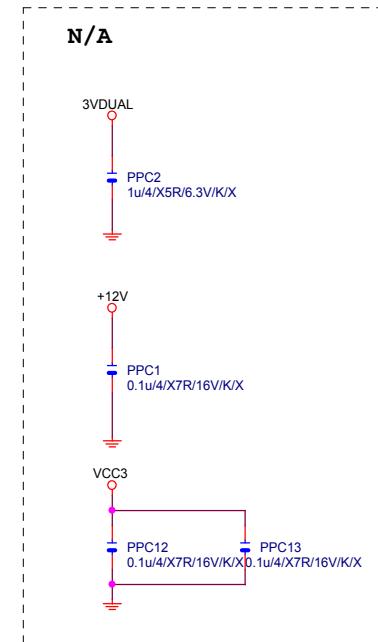 N/A
3VDUAL
PPC2
1u/4/X5R/6.3V/K/X
+12V
PPC1
0.1u/4/X7R/16V/K/X
VCC3
PPC12
0.1u/4/X7R/16V/K/X
PPC13
0.1u/4/X7R/16V/K/X